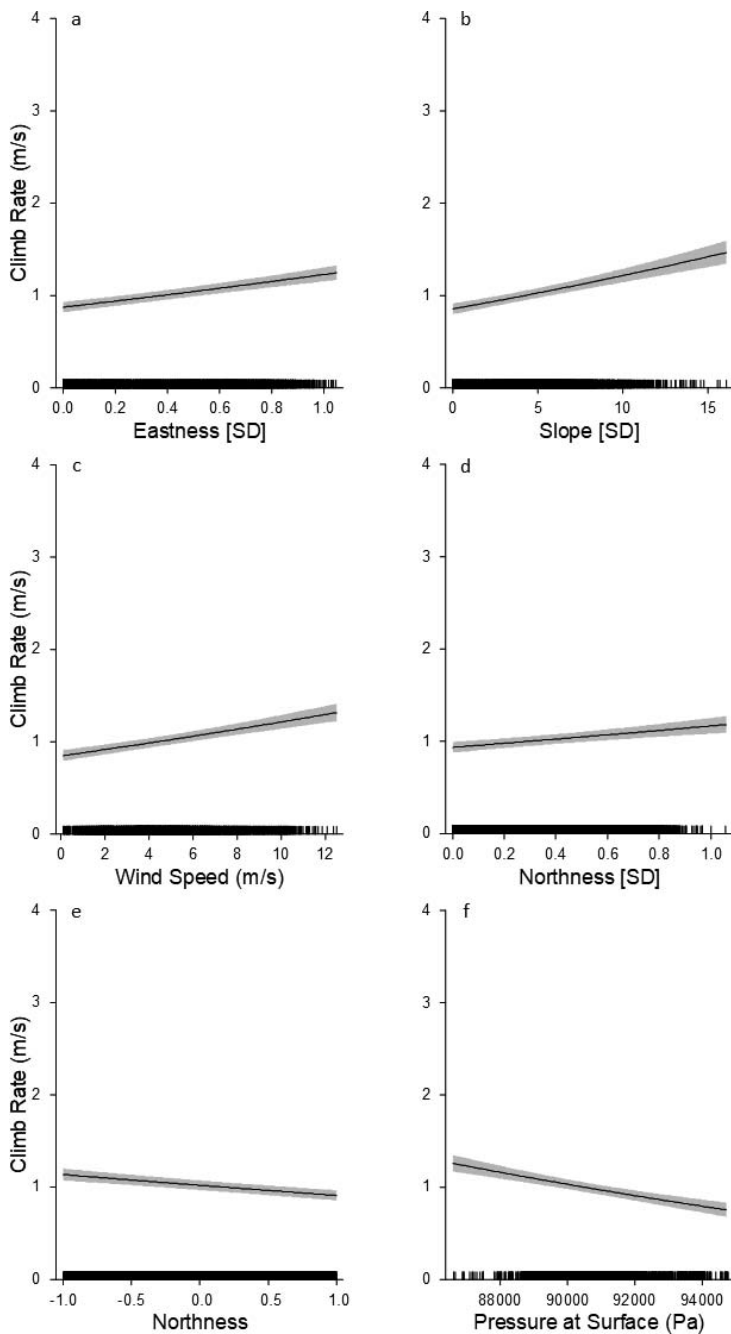 a
4
3
2
1
0
Climb Rate (m/s)
0.0 0.2 0.4 0.6 0.8 1.0
Eastness [SD]
b
4
3
2
1
0
0 5 10 15
Slope [SD]
c
4
3
2
1
0
Climb Rate (m/s)
0 2 4 6 8 10 12
Wind Speed (m/s)
d
4
3
2
1
0
0.0 0.2 0.4 0.6 0.8 1.0
Northness [SD]
e
4
3
2
1
0
Climb Rate (m/s)
-1.0 -0.5 0.0 0.5 1.0
Northness
f
4
3
2
1
0
88000 90000 92000 94000
Pressure at Surface (Pa)